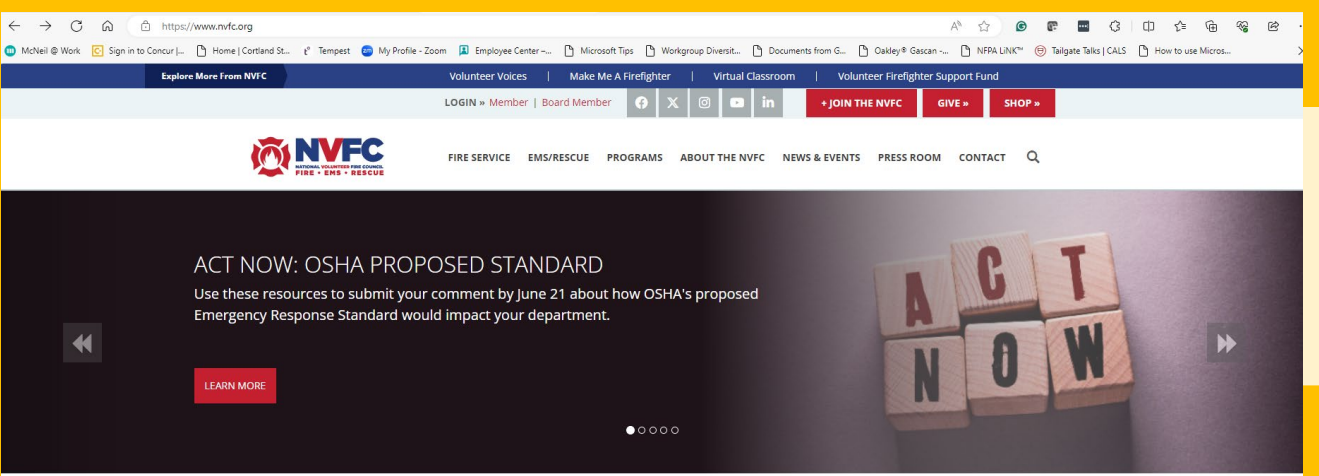 https://www.nvfc.org
McNeil @ Work Sign in to Concur |... Home | Cortland St... Tempest My Profile - Zoom Employee Center –... Microsoft Tips Workgroup Diversit... Documents from G... Oakley® Gascan -... NFPA LiNK™ Tailgate Talks | CALS How to use Micros...
Explore More From NVFC Volunteer Voices | Make Me A Firefighter | Virtual Classroom | Volunteer Firefighter Support Fund
LOGIN » Member | Board Member + JOIN THE NVFC GIVE » SHOP »
NVFC
NATIONAL VOLUNTEER FIRE COUNCIL
FIRE • EMS • RESCUE
FIRE SERVICE EMS/RESCUE PROGRAMS ABOUT THE NVFC NEWS & EVENTS PRESS ROOM CONTACT
ACT NOW: OSHA PROPOSED STANDARD
Use these resources to submit your comment by June 21 about how OSHA's proposed
Emergency Response Standard would impact your department.
LEARN MORE
ACT
NOW